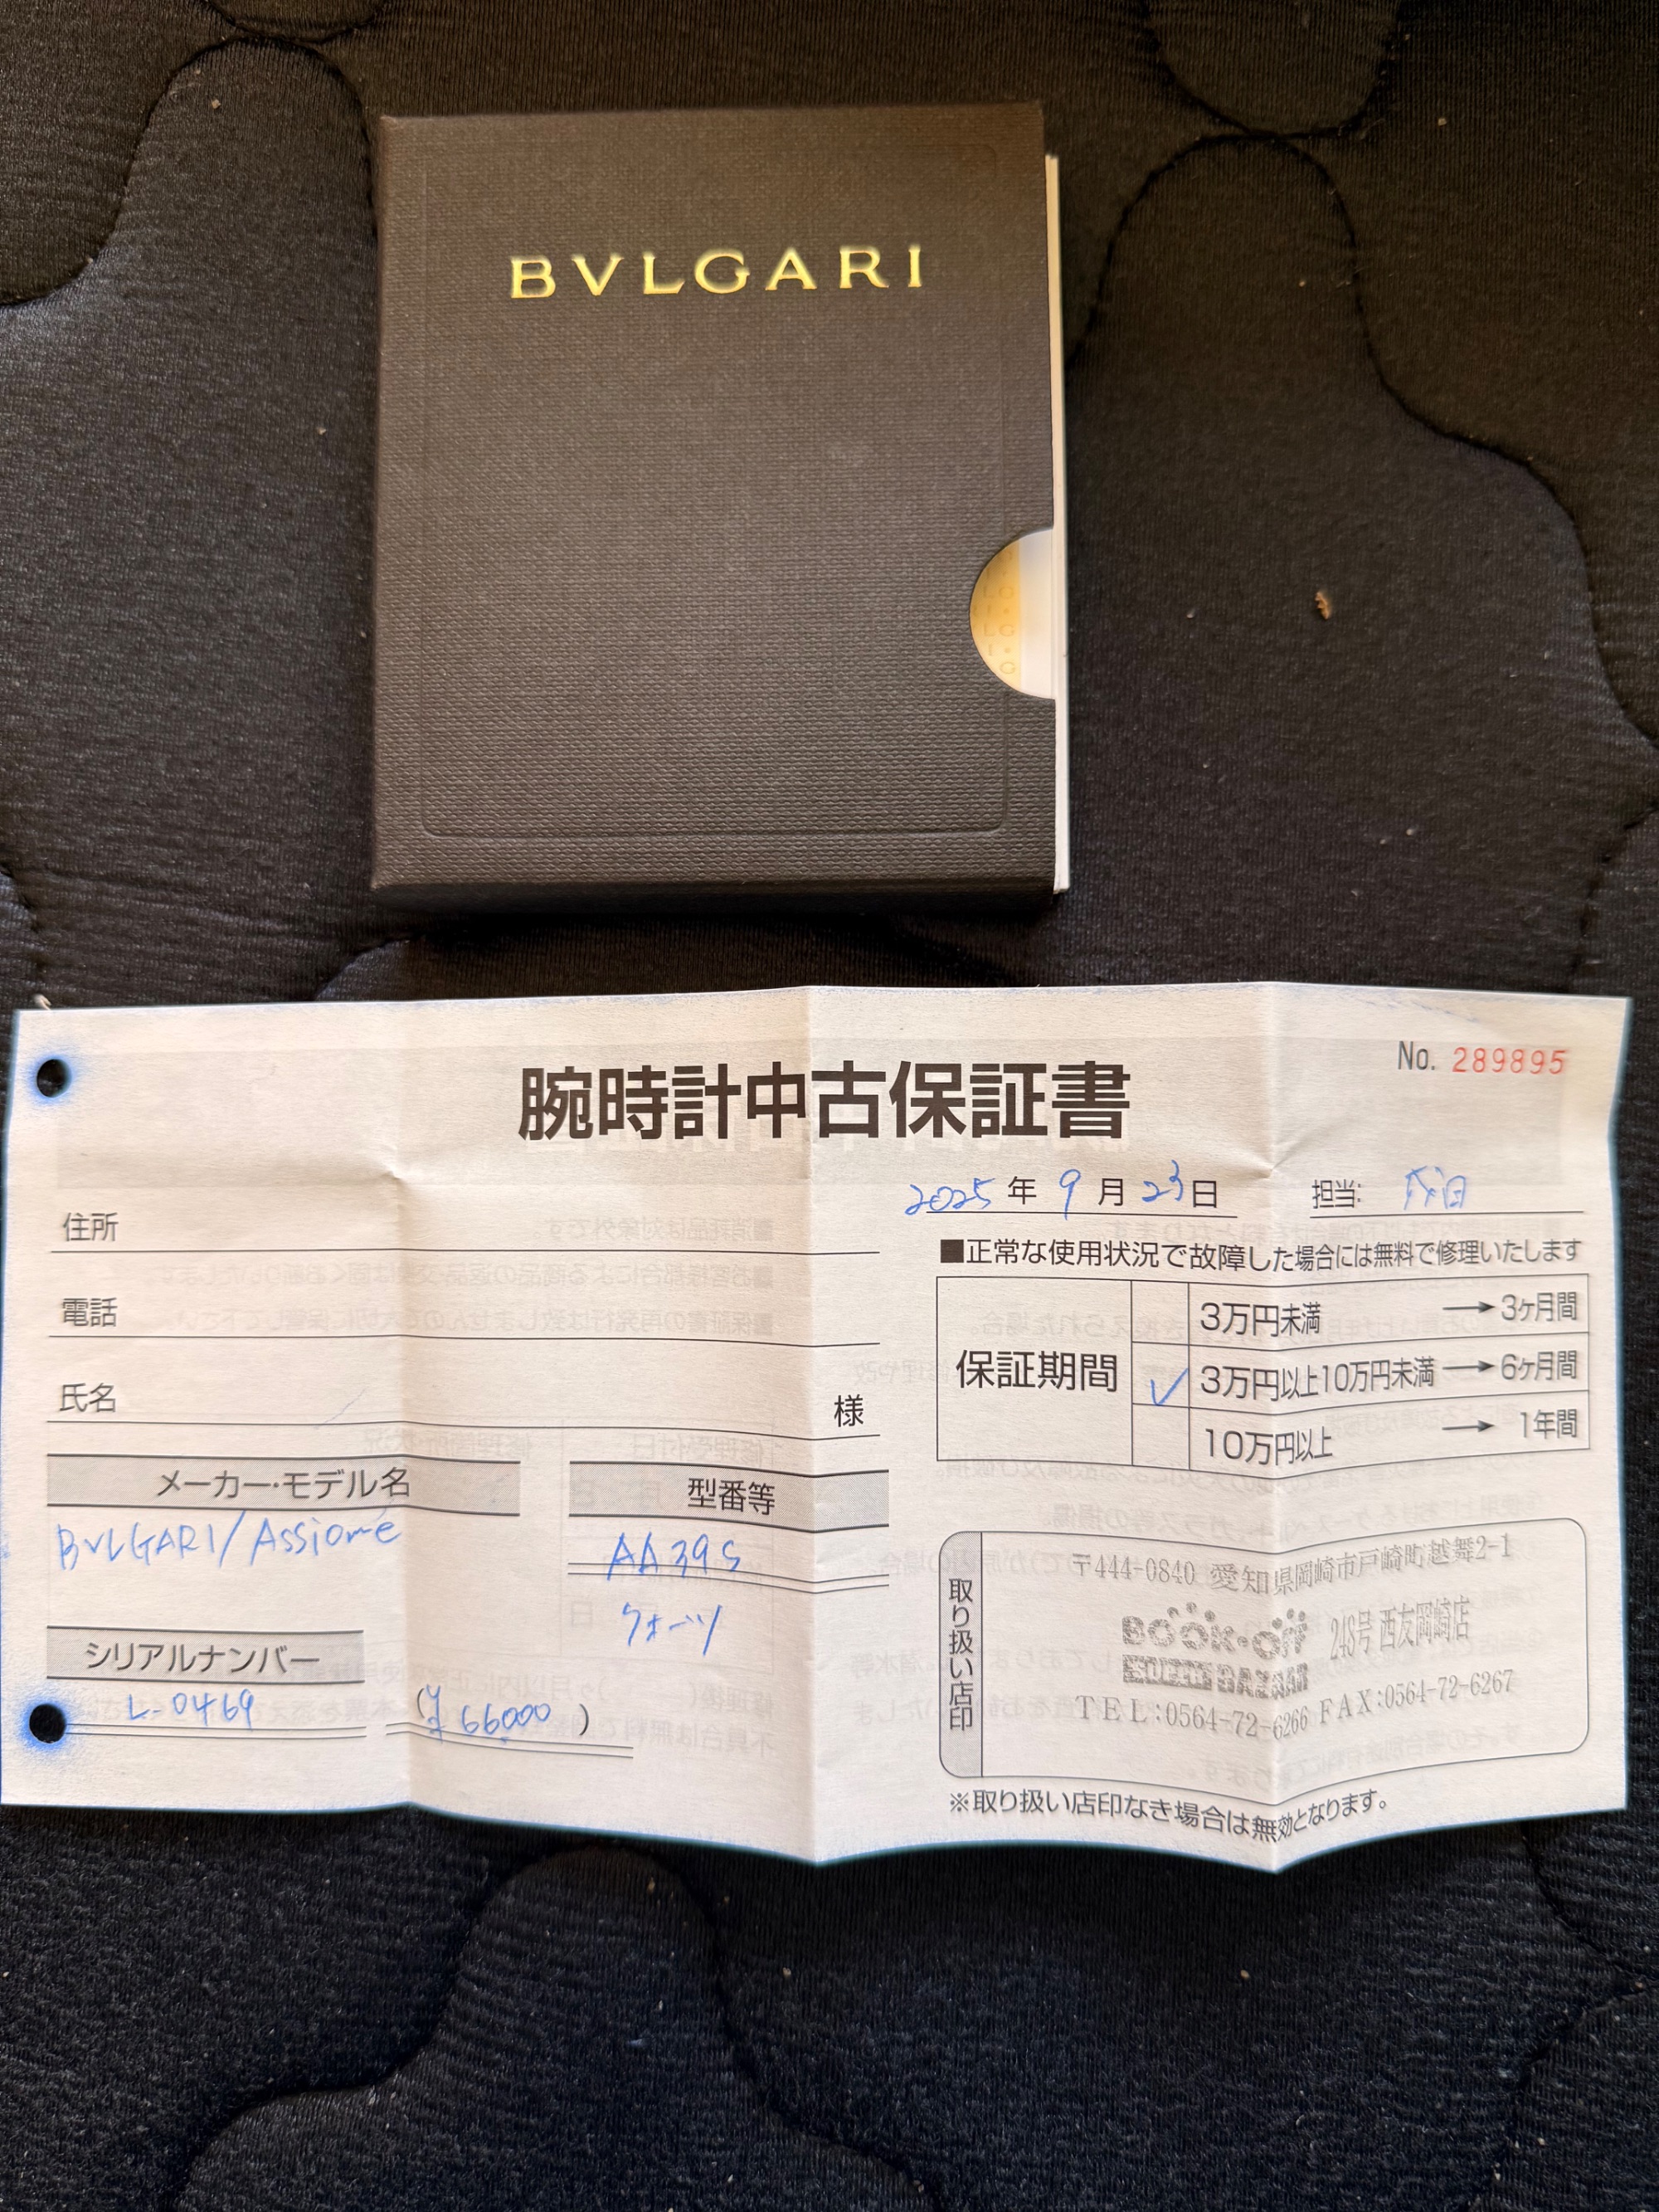 BVLGARI
腕時計中古保証書
No. 289895
2025年9月23日 担当:
住所
電話
氏名 様
■正常な使用状況で故障した場合には無料で修理いたします
保証期間
3万円未満 → 3ヶ月間
✓ 3万円以上10万円未満 → 6ヶ月間
10万円以上 → 1年間
メーカー・モデル名
BVLGARI/Assiome
型番等
AA39S
クォーツ
シリアルナンバー
L-0469
(¥66,000)
取り扱い店印
〒444-0840 愛知県岡崎市戸崎町越舞2-1
BOOK-OFF
SUPER BAZAAR
248号 西友岡崎店
TEL:0564-72-6266 FAX:0564-72-6267
※取り扱い店印なき場合は無効となります。